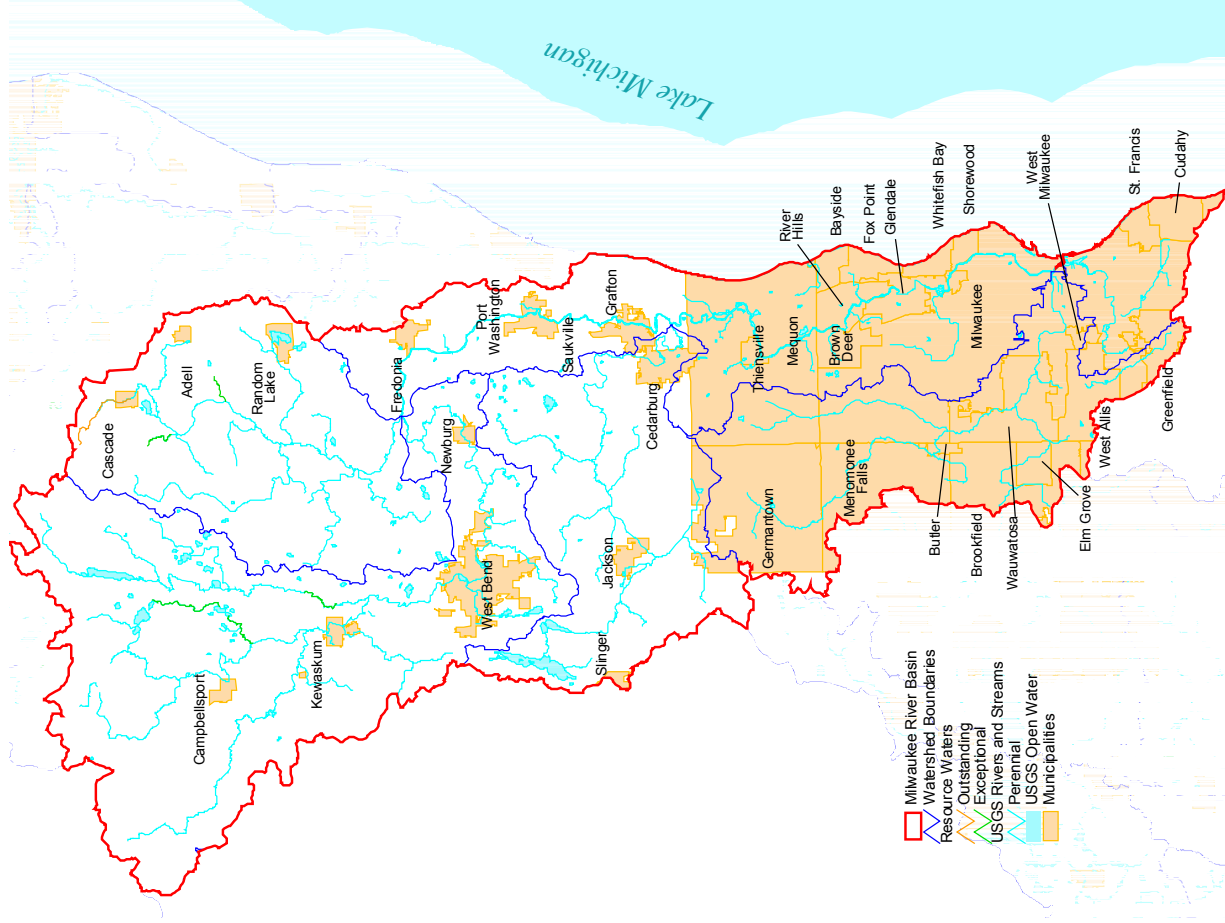 Lake Michigan
Cascade
Adell
Random
Lake
Campbellsport
Kewaskum
Fredonia
Newburg
Port
Washington
Saukville
Grafton
West Bend
Cedarburg
Jackson
Slinger
Thiensville
Mequon
Germantown
River
Hills
Bayside
Fox Point
Glendale
Brown
Deer
Menomonee
Falls
Whitefish Bay
Shorewood
Milwaukee
Butler
Brookfield
Wauwatosa
West
Milwaukee
Elm Grove
West Allis
St. Francis
Cudahy
Greenfield
Milwaukee River Basin
Watershed Boundaries
Resource Waters
Outstanding
Exceptional
USGS Rivers and Streams
Perennial
USGS Open Water
Municipalities